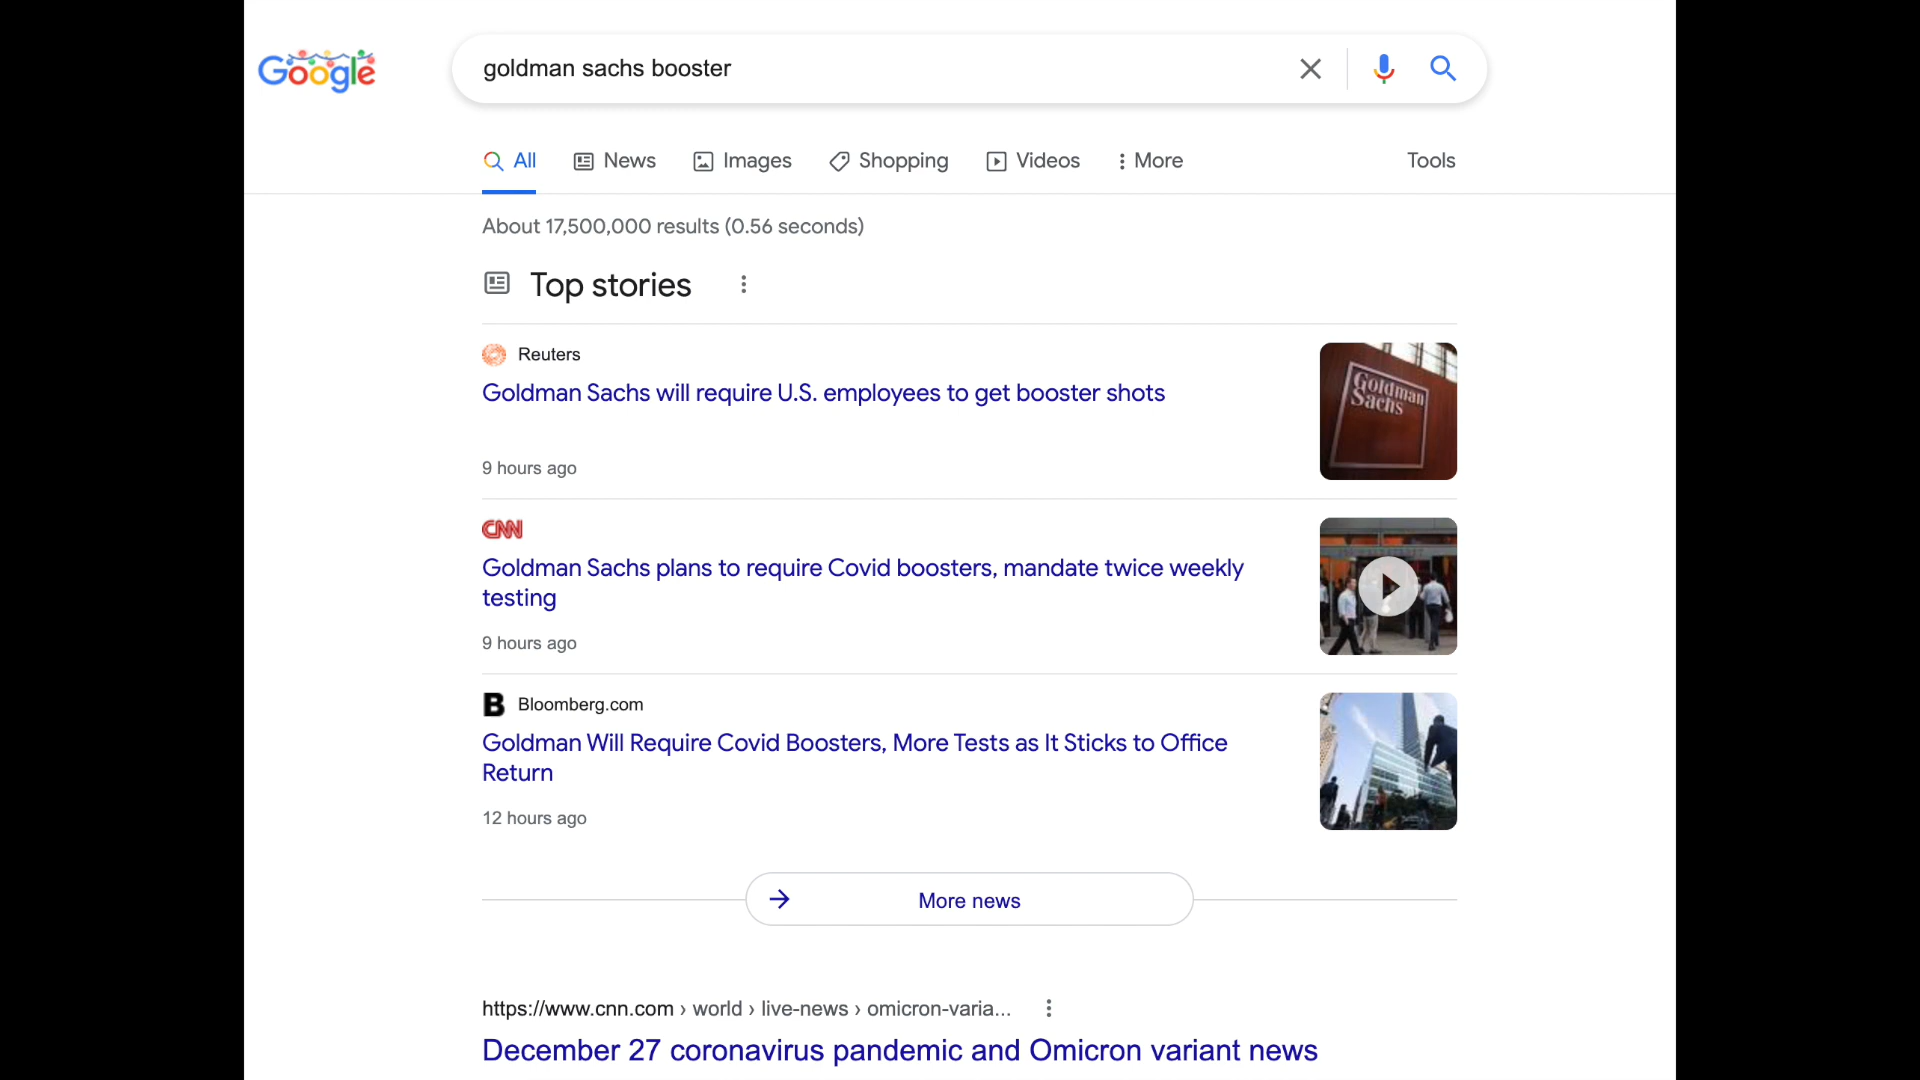 Google
goldman sachs booster
All News Images Shopping Videos More Tools
About 17,500,000 results (0.56 seconds)
Top stories
Reuters
Goldman Sachs will require U.S. employees to get booster shots
9 hours ago
Goldman
Sachs
CNN
Goldman Sachs plans to require Covid boosters, mandate twice weekly
testing
9 hours ago
B Bloomberg.com
Goldman Will Require Covid Boosters, More Tests as It Sticks to Office
Return
12 hours ago
More news
https://www.cnn.com › world › live-news › omicron-varia...
December 27 coronavirus pandemic and Omicron variant news